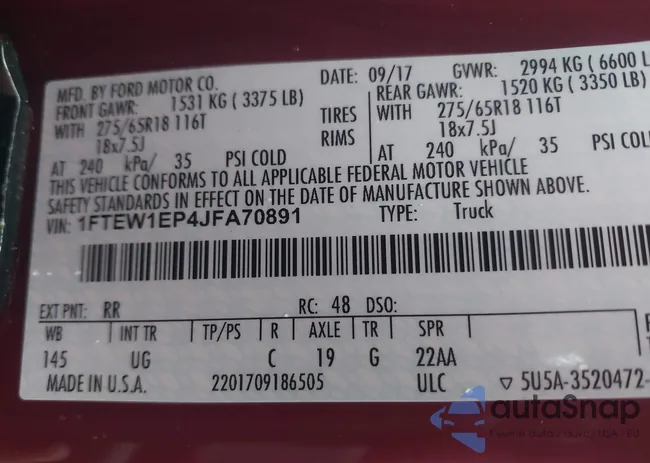 MFD. BY FORD MOTOR CO.
DATE: 09/17
GVWR: 2994 KG ( 6600 L
FRONT GAWR: 1531 KG ( 3375 LB)
REAR GAWR: 1520 KG ( 3350 LB)
WITH 275/65R18 116T
TIRES
WITH 275/65R18 116T
18x7.5J
RIMS
18x7.5J
AT 240 kPa/ 35 PSI COLD
AT 240 kPa/ 35
THIS VEHICLE CONFORMS TO ALL APPLICABLE FEDERAL MOTOR VEHICLE
SAFETY STANDARDS IN EFFECT ON THE DATE OF MANUFACTURE SHOWN ABOVE.
VIN: 1FTEW1EP4JFA70891
TYPE: Truck
EXT PNT: RR
RC: 48 DSO:
WB INT TR TP/PS R AXLE TR SPR
145 UG C 19 G 22AA
MADE IN U.S.A. 2201709186505 ULC ▽ 5U5A-3520472-
autoSnap